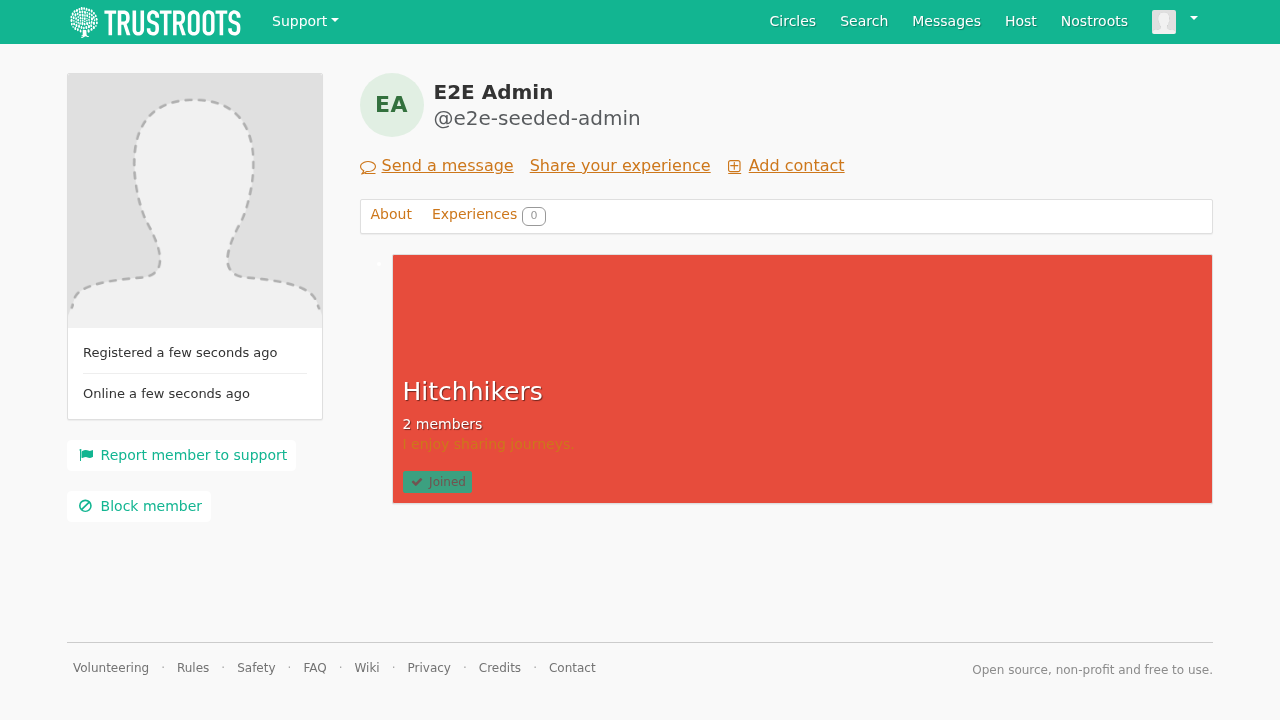 TRUSTROOTS
Support
Circles
Search
Messages
Host
Nostroots
EA
E2E Admin
@e2e-seeded-admin
Send a message
Share your experience
Add contact
About
Experiences 0
Registered a few seconds ago
Online a few seconds ago
Report member to support
Block member
Hitchhikers
2 members
I enjoy sharing journeys.
Joined
Volunteering · Rules · Safety · FAQ · Wiki · Privacy · Credits · Contact
Open source, non-profit and free to use.